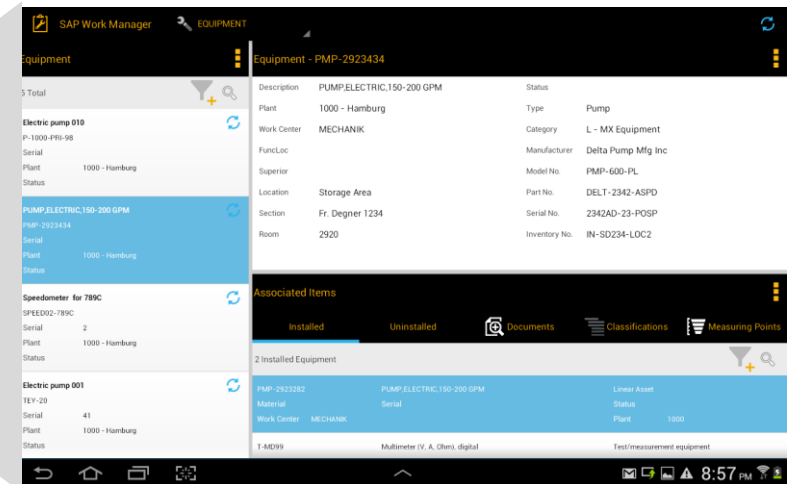 SAP Work Manager EQUIPMENT
Equipment
5 Total
Electric pump 010
P-1000-PRI-98
Serial
Plant 1000 - Hamburg
Status
PUMP,ELECTRIC,150-200 GPM
PMP-2923434
Serial
Plant 1000 - Hamburg
Status
Speedometer for 789C
SPEED02-789C
Serial 2
Plant 1000 - Hamburg
Status
Electric pump 001
TEY-20
Serial 41
Plant 1000 - Hamburg
Status
Equipment - PMP-2923434
Description PUMP,ELECTRIC,150-200 GPM Status
Plant 1000 - Hamburg Type Pump
Work Center MECHANIK Category L - MX Equipment
FuncLoc Manufacturer Delta Pump Mfg Inc
Superior Model No. PMP-600-PL
Location Storage Area Part No. DELT-2342-ASPD
Section Fr. Degner 1234 Serial No. 2342AD-23-POSP
Room 2920 Inventory No. IN-SD234-LOC2
Associated Items
Installed Uninstalled Documents Classifications Measuring Points
2 Installed Equipment
PMP-2923282 PUMP,ELECTRIC,150-200 GPM Linear Asset
Material Serial Status
Work Center MECHANIK Plant 1000
T-MD99 Multimeter (V, A, Ohm), digital Test/measurement equipment
8:57 PM